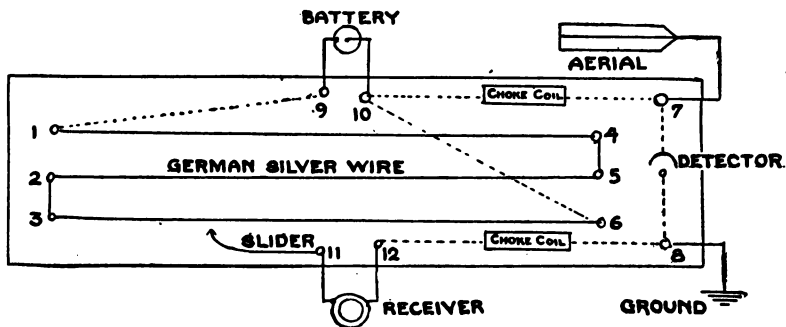 BATTERY
AERIAL
9
10
CHOKE COIL
7
1
4
GERMAN SILVER WIRE
DETECTOR
2
5
3
6
SLIDER
11
12
CHOKE COIL
8
RECEIVER
GROUND